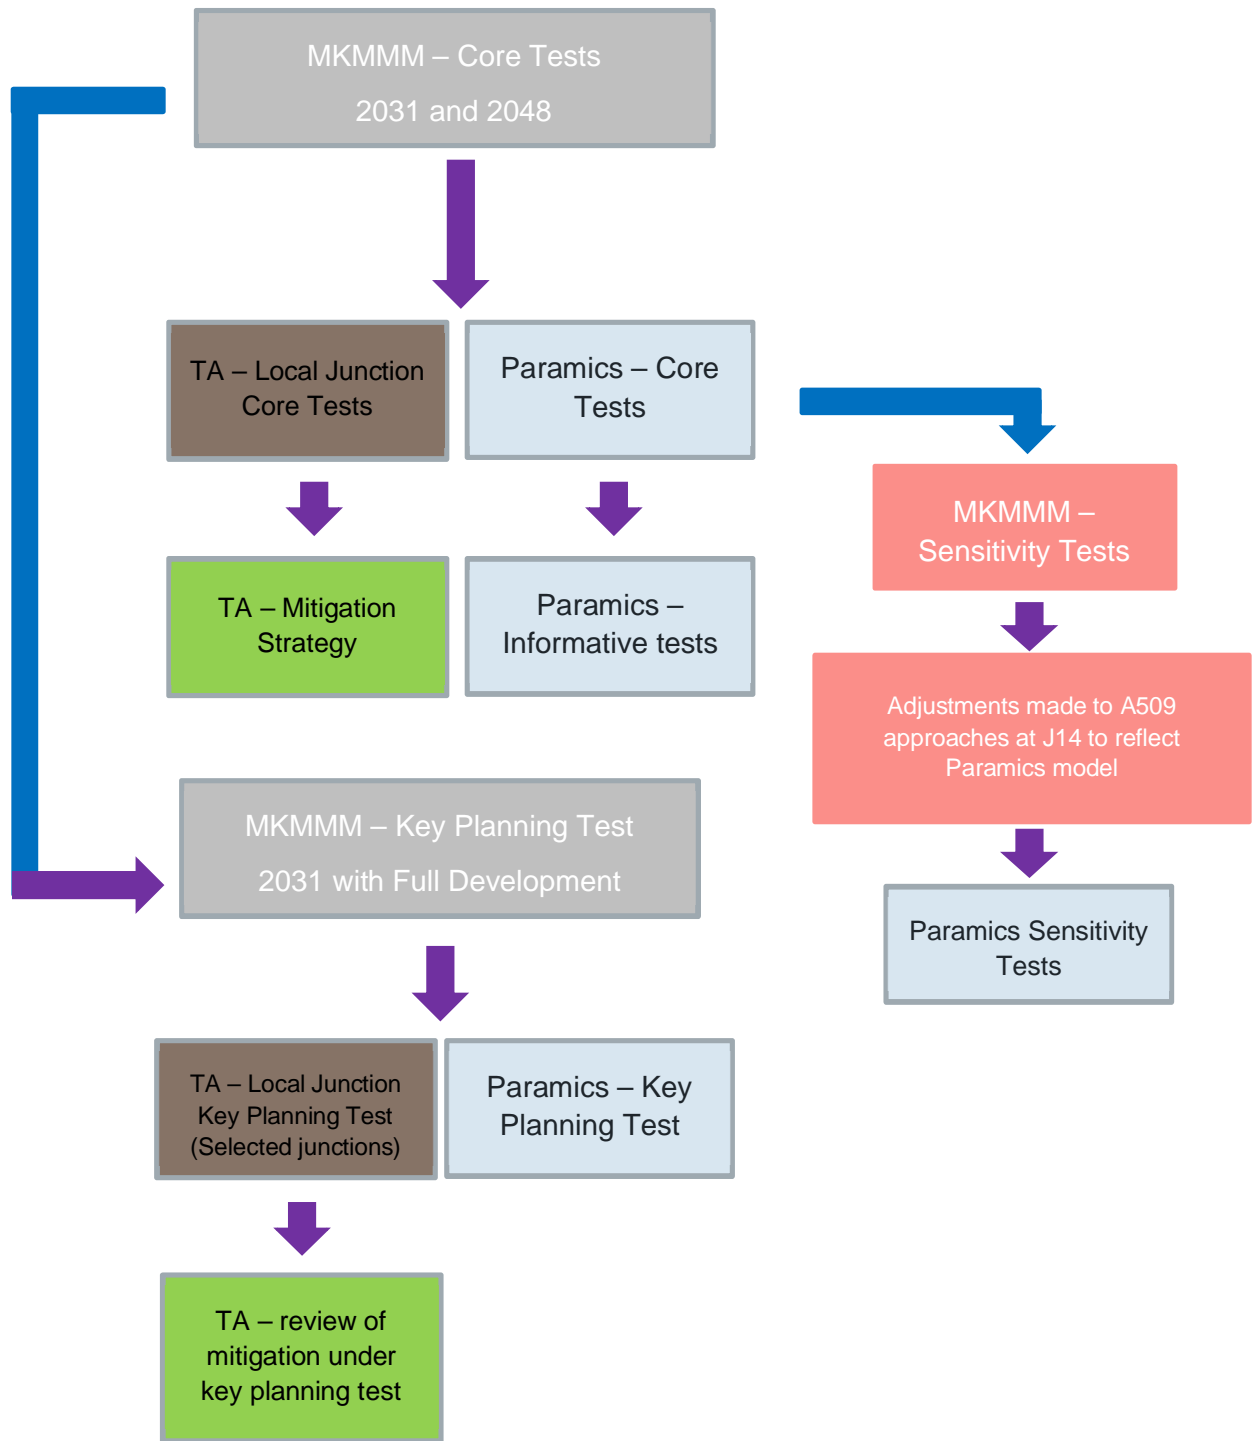 MKMMM – Core Tests
2031 and 2048
TA – Local Junction
Core Tests
Paramics – Core
Tests
MKMMM –
Sensitivity Tests
TA – Mitigation
Strategy
Paramics –
Informative tests
Adjustments made to A509
approaches at J14 to reflect
Paramics model
MKMMM – Key Planning Test
2031 with Full Development
Paramics Sensitivity
Tests
TA – Local Junction
Key Planning Test
(Selected junctions)
Paramics – Key
Planning Test
TA – review of
mitigation under
key planning test